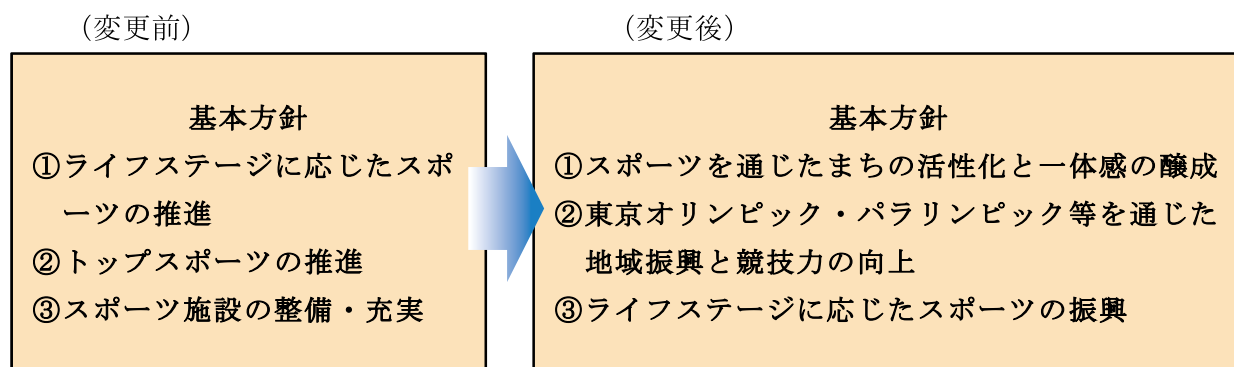 （変更前）
基本方針
①ライフステージに応じたスポ
ーツの推進
②トップスポーツの推進
③スポーツ施設の整備・充実
（変更後）
基本方針
①スポーツを通じたまちの活性化と一体感の醸成
②東京オリンピック・パラリンピック等を通じた
地域振興と競技力の向上
③ライフステージに応じたスポーツの振興